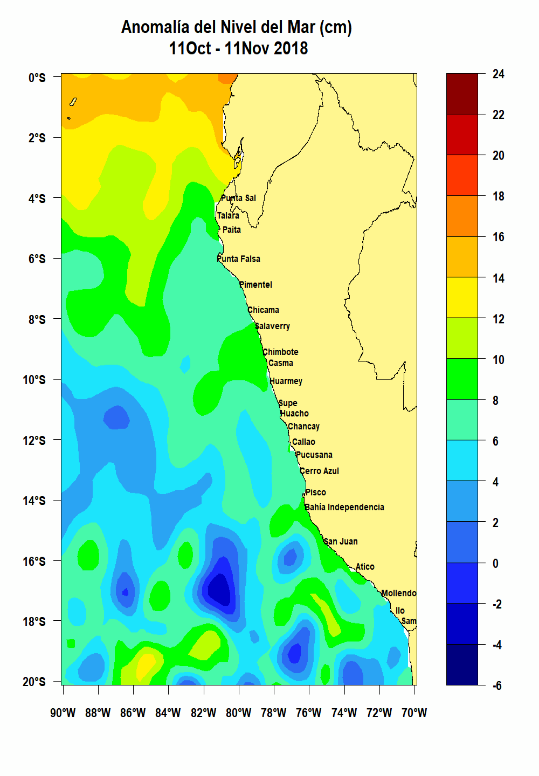 Anomalía del Nivel del Mar (cm)
11Oct - 11Nov 2018
0°S
2°S
4°S
6°S
8°S
10°S
12°S
14°S
16°S
18°S
20°S
90°W 88°W 86°W 84°W 82°W 80°W 78°W 76°W 74°W 72°W 70°W
Punta Sal
Talara
Paita
Punta Falsa
Pimentel
Chicama
Salaverry
Chimbote
Casma
Huarmey
Supe
Huacho
Chancay
Callao
Pucusana
Cerro Azul
Pisco
Bahía Independencia
San Juan
Atico
Mollendo
Ilo
Sam
24
22
20
18
16
14
12
10
8
6
4
2
0
-2
-4
-6